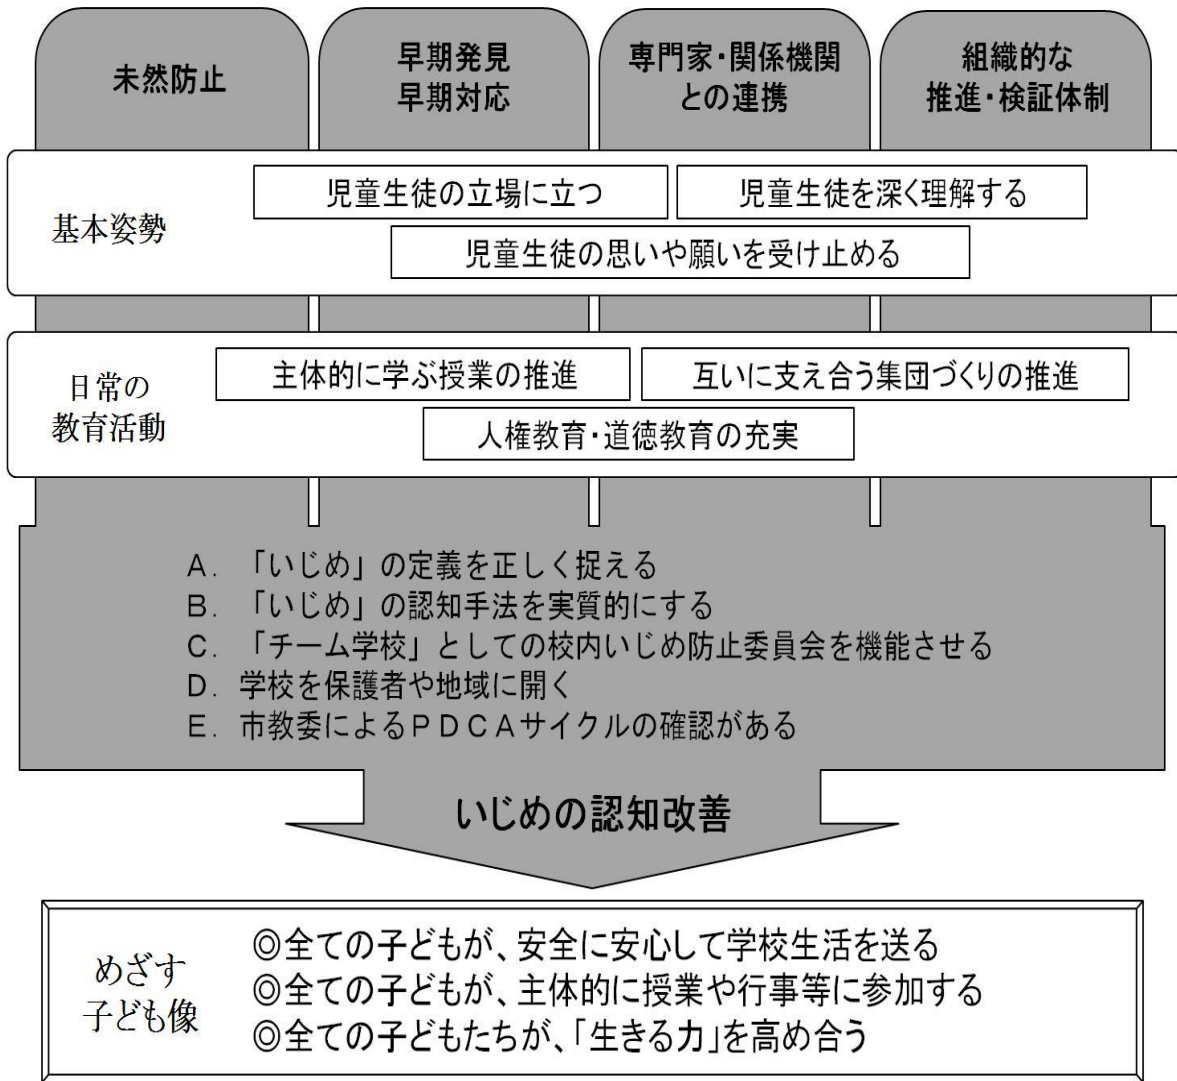 未然防止
早期発見
早期対応
専門家・関係機関
との連携
組織的な
推進・検証体制
基本姿勢
児童生徒の立場に立つ
児童生徒を深く理解する
児童生徒の思いや願いを受け止める
日常の
教育活動
主体的に学ぶ授業の推進
互いに支え合う集団づくりの推進
人権教育・道徳教育の充実
A．「いじめ」の定義を正しく捉える
B．「いじめ」の認知手法を実質的にする
C．「チーム学校」としての校内いじめ防止委員会を機能させる
D．学校を保護者や地域に開く
E．市教委によるPDCAサイクルの確認がある
いじめの認知改善
めざす
子ども像
◎全ての子どもが、安全に安心して学校生活を送る
◎全ての子どもが、主体的に授業や行事等に参加する
◎全ての子どもたちが、「生きる力」を高め合う